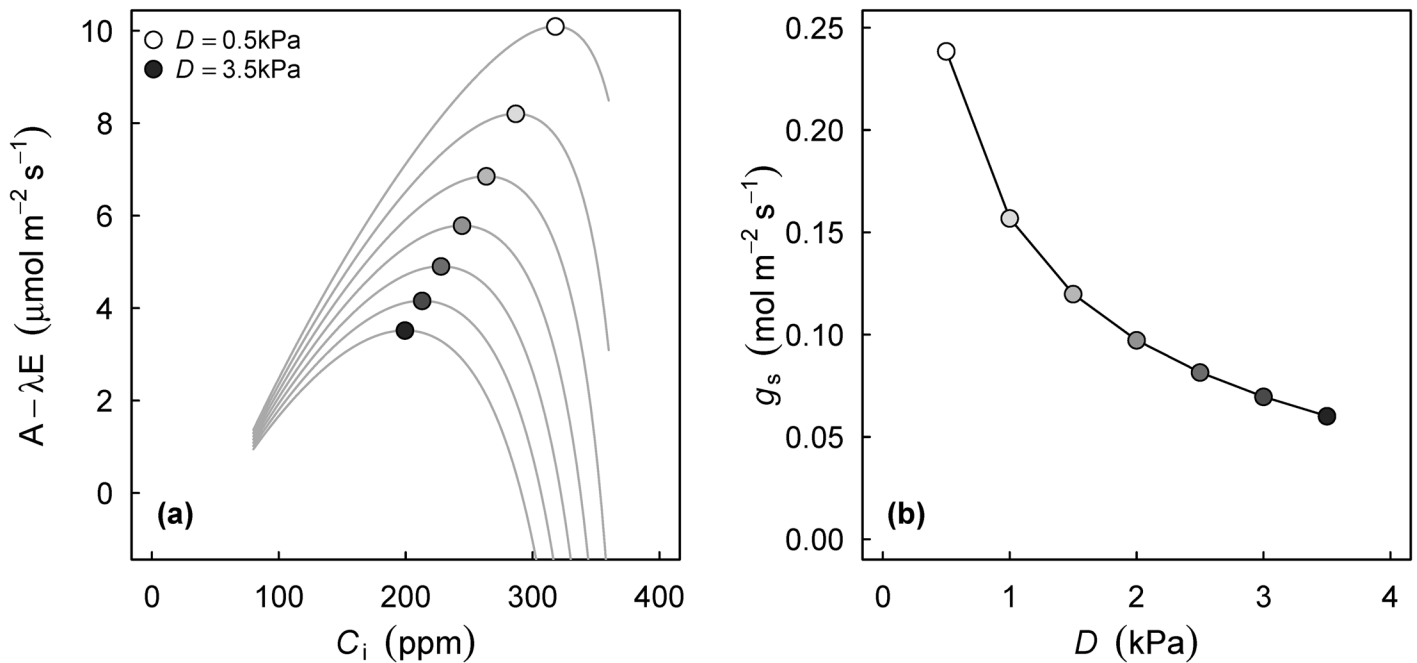 10
8
6
4
2
0
A − λE (μmol m⁻² s⁻¹)
D = 0.5kPa
D = 3.5kPa
(a)
0 100 200 300 400
Cᵢ (ppm)
0.25
0.20
0.15
0.10
0.05
0.00
gₛ (mol m⁻² s⁻¹)
(b)
0 1 2 3 4
D (kPa)